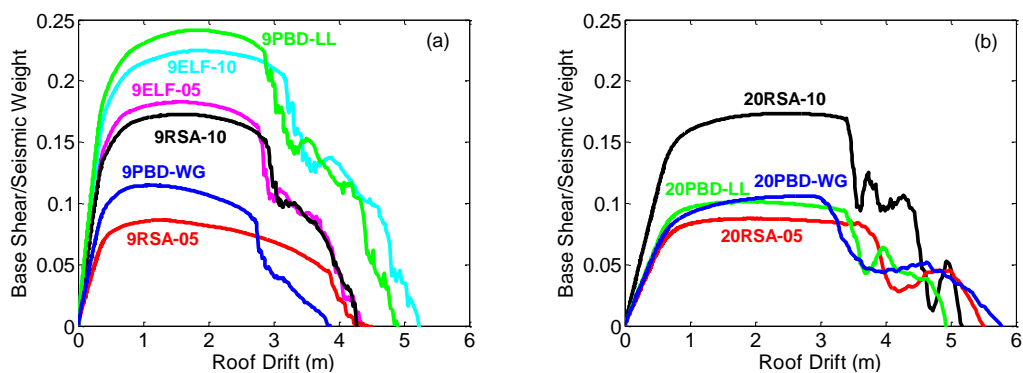 (a)
9PBD-LL
9ELF-10
9ELF-05
9RSA-10
9PBD-WG
9RSA-05
Base Shear/Seismic Weight
0.25
0.2
0.15
0.1
0.05
0
0 1 2 3 4 5 6
Roof Drift (m)
(b)
20RSA-10
20PBD-LL
20PBD-WG
20RSA-05
Base Shear/Seismic Weight
0.25
0.2
0.15
0.1
0.05
0
0 1 2 3 4 5 6
Roof Drift (m)